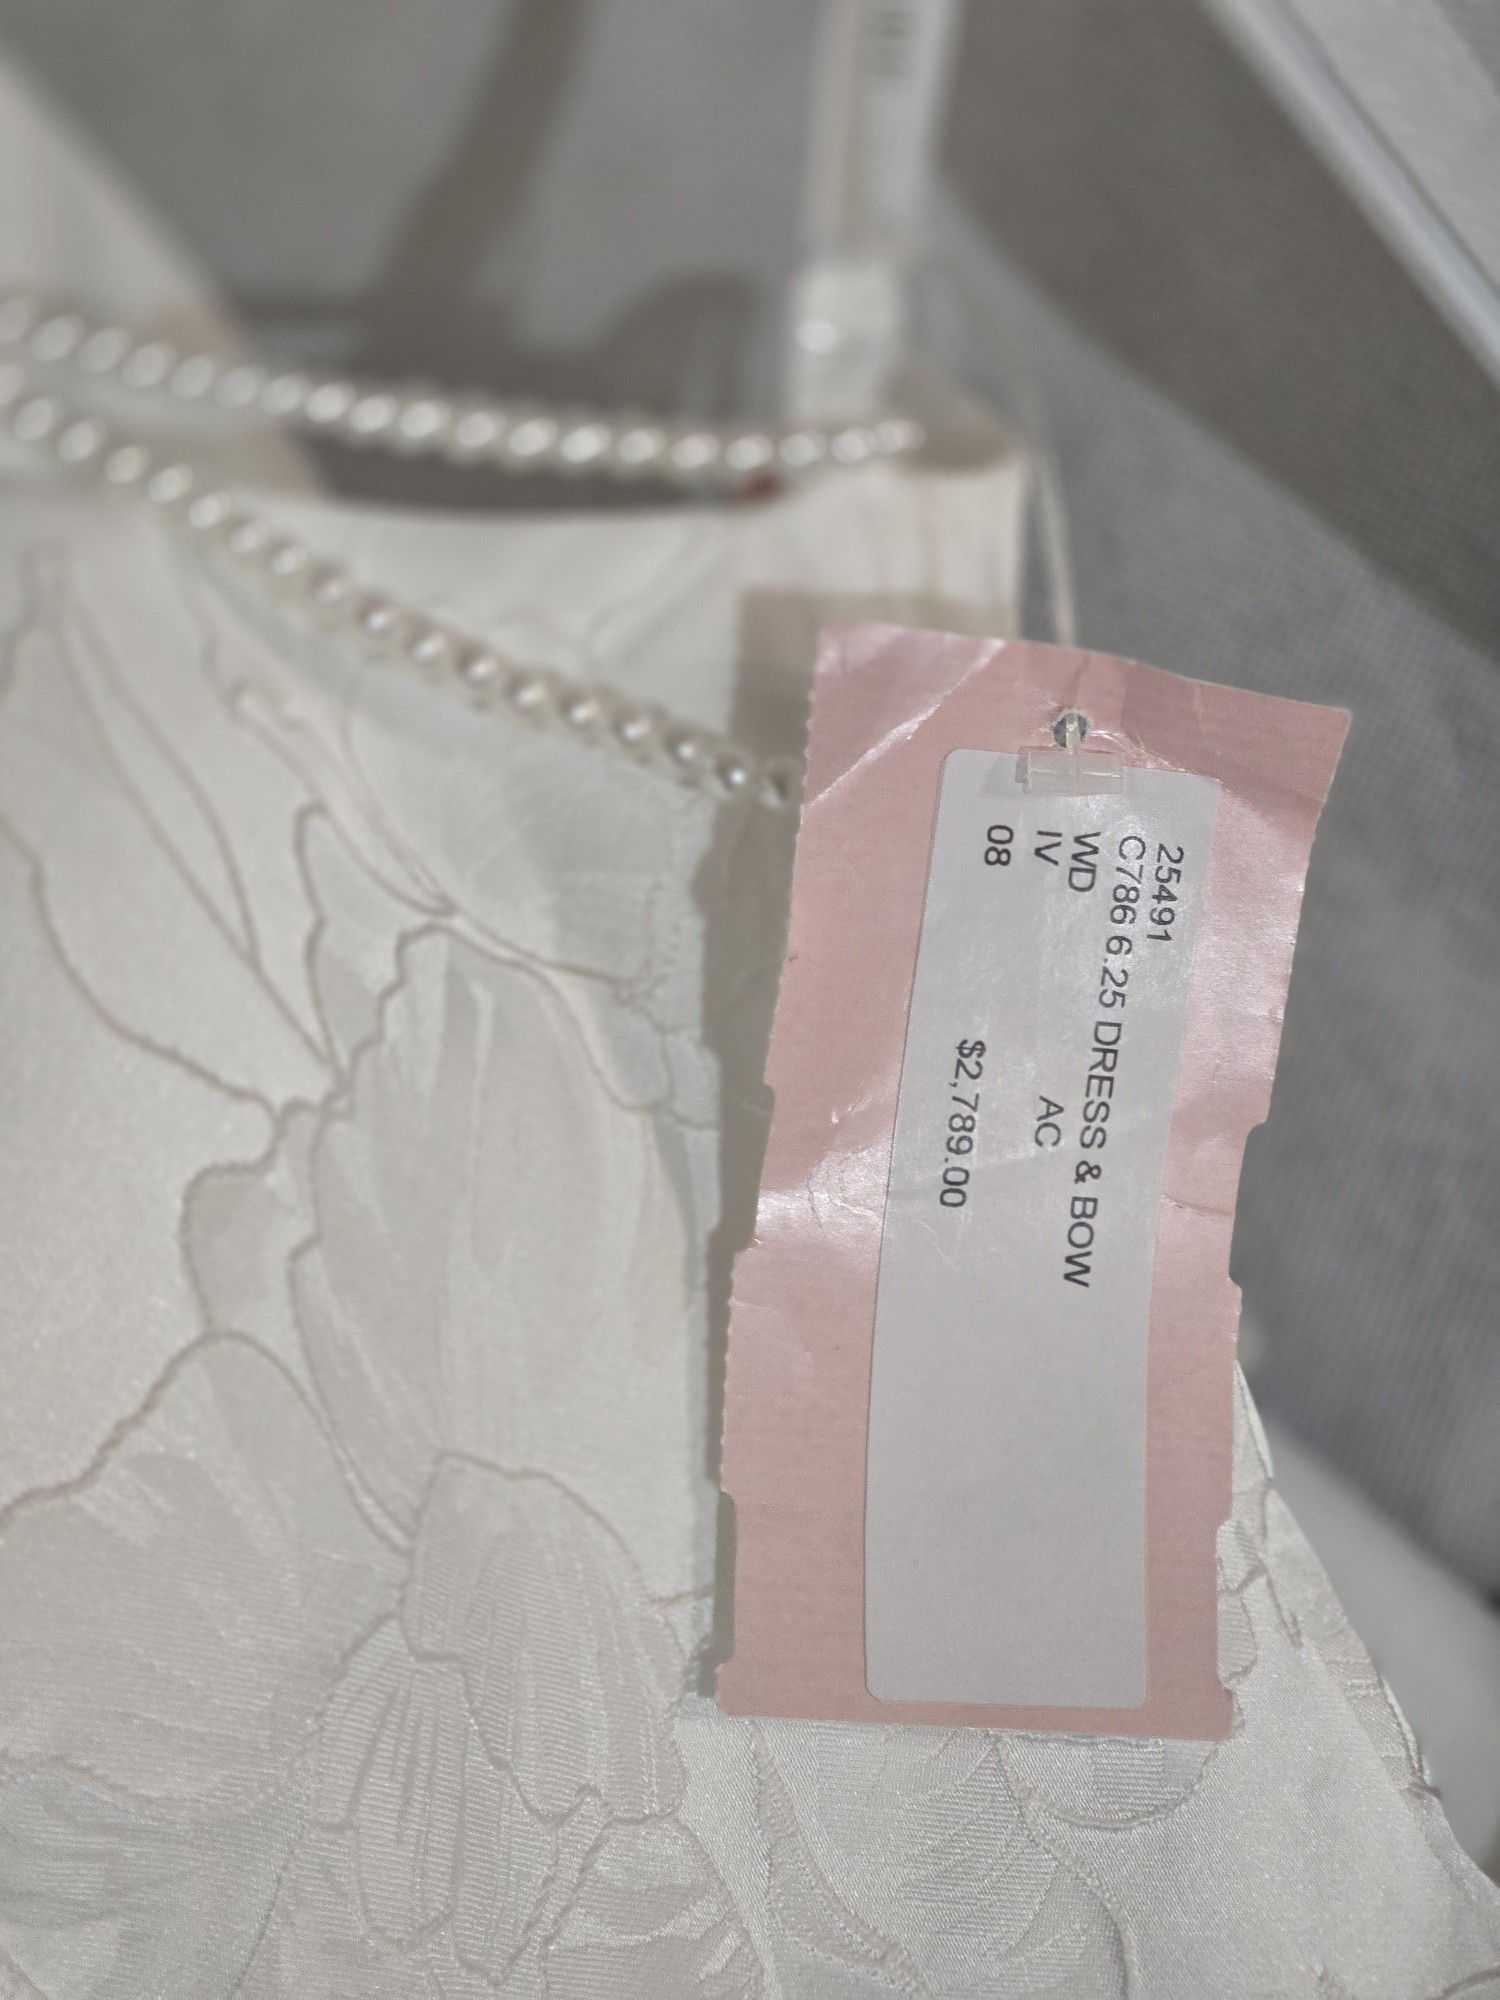 25491
C786 6.25 DRESS & BOW
WD
IV AC
08
$2,789.00